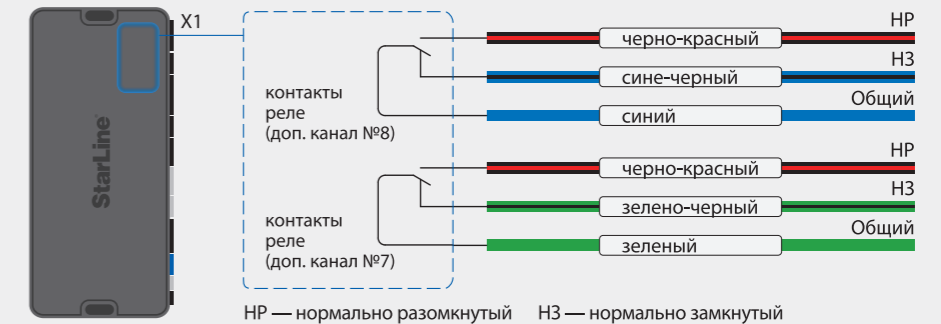 X1
StarLine
контакты
реле
(доп. канал №8)
черно-красный
НР
сине-черный
НЗ
синий
Общий
контакты
реле
(доп. канал №7)
черно-красный
НР
зелено-черный
НЗ
зеленый
Общий
НР — нормально разомкнутый НЗ — нормально замкнутый